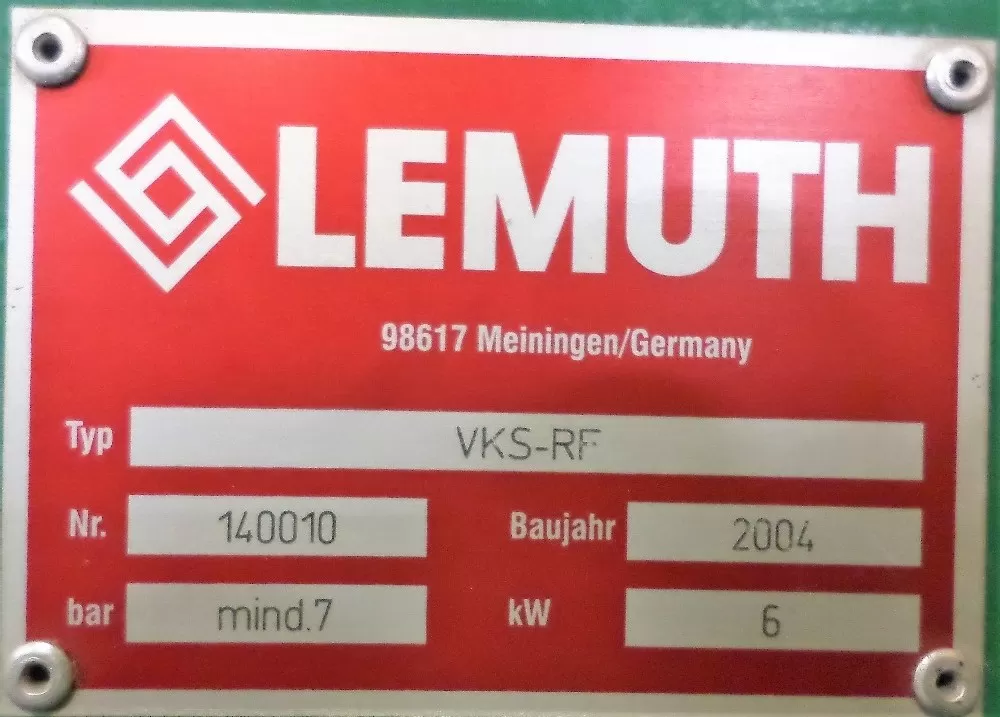 LEMUTH
98617 Meiningen/Germany
Typ VKS-RF
Nr. 140010 Baujahr 2004
bar mind.7 kW 6